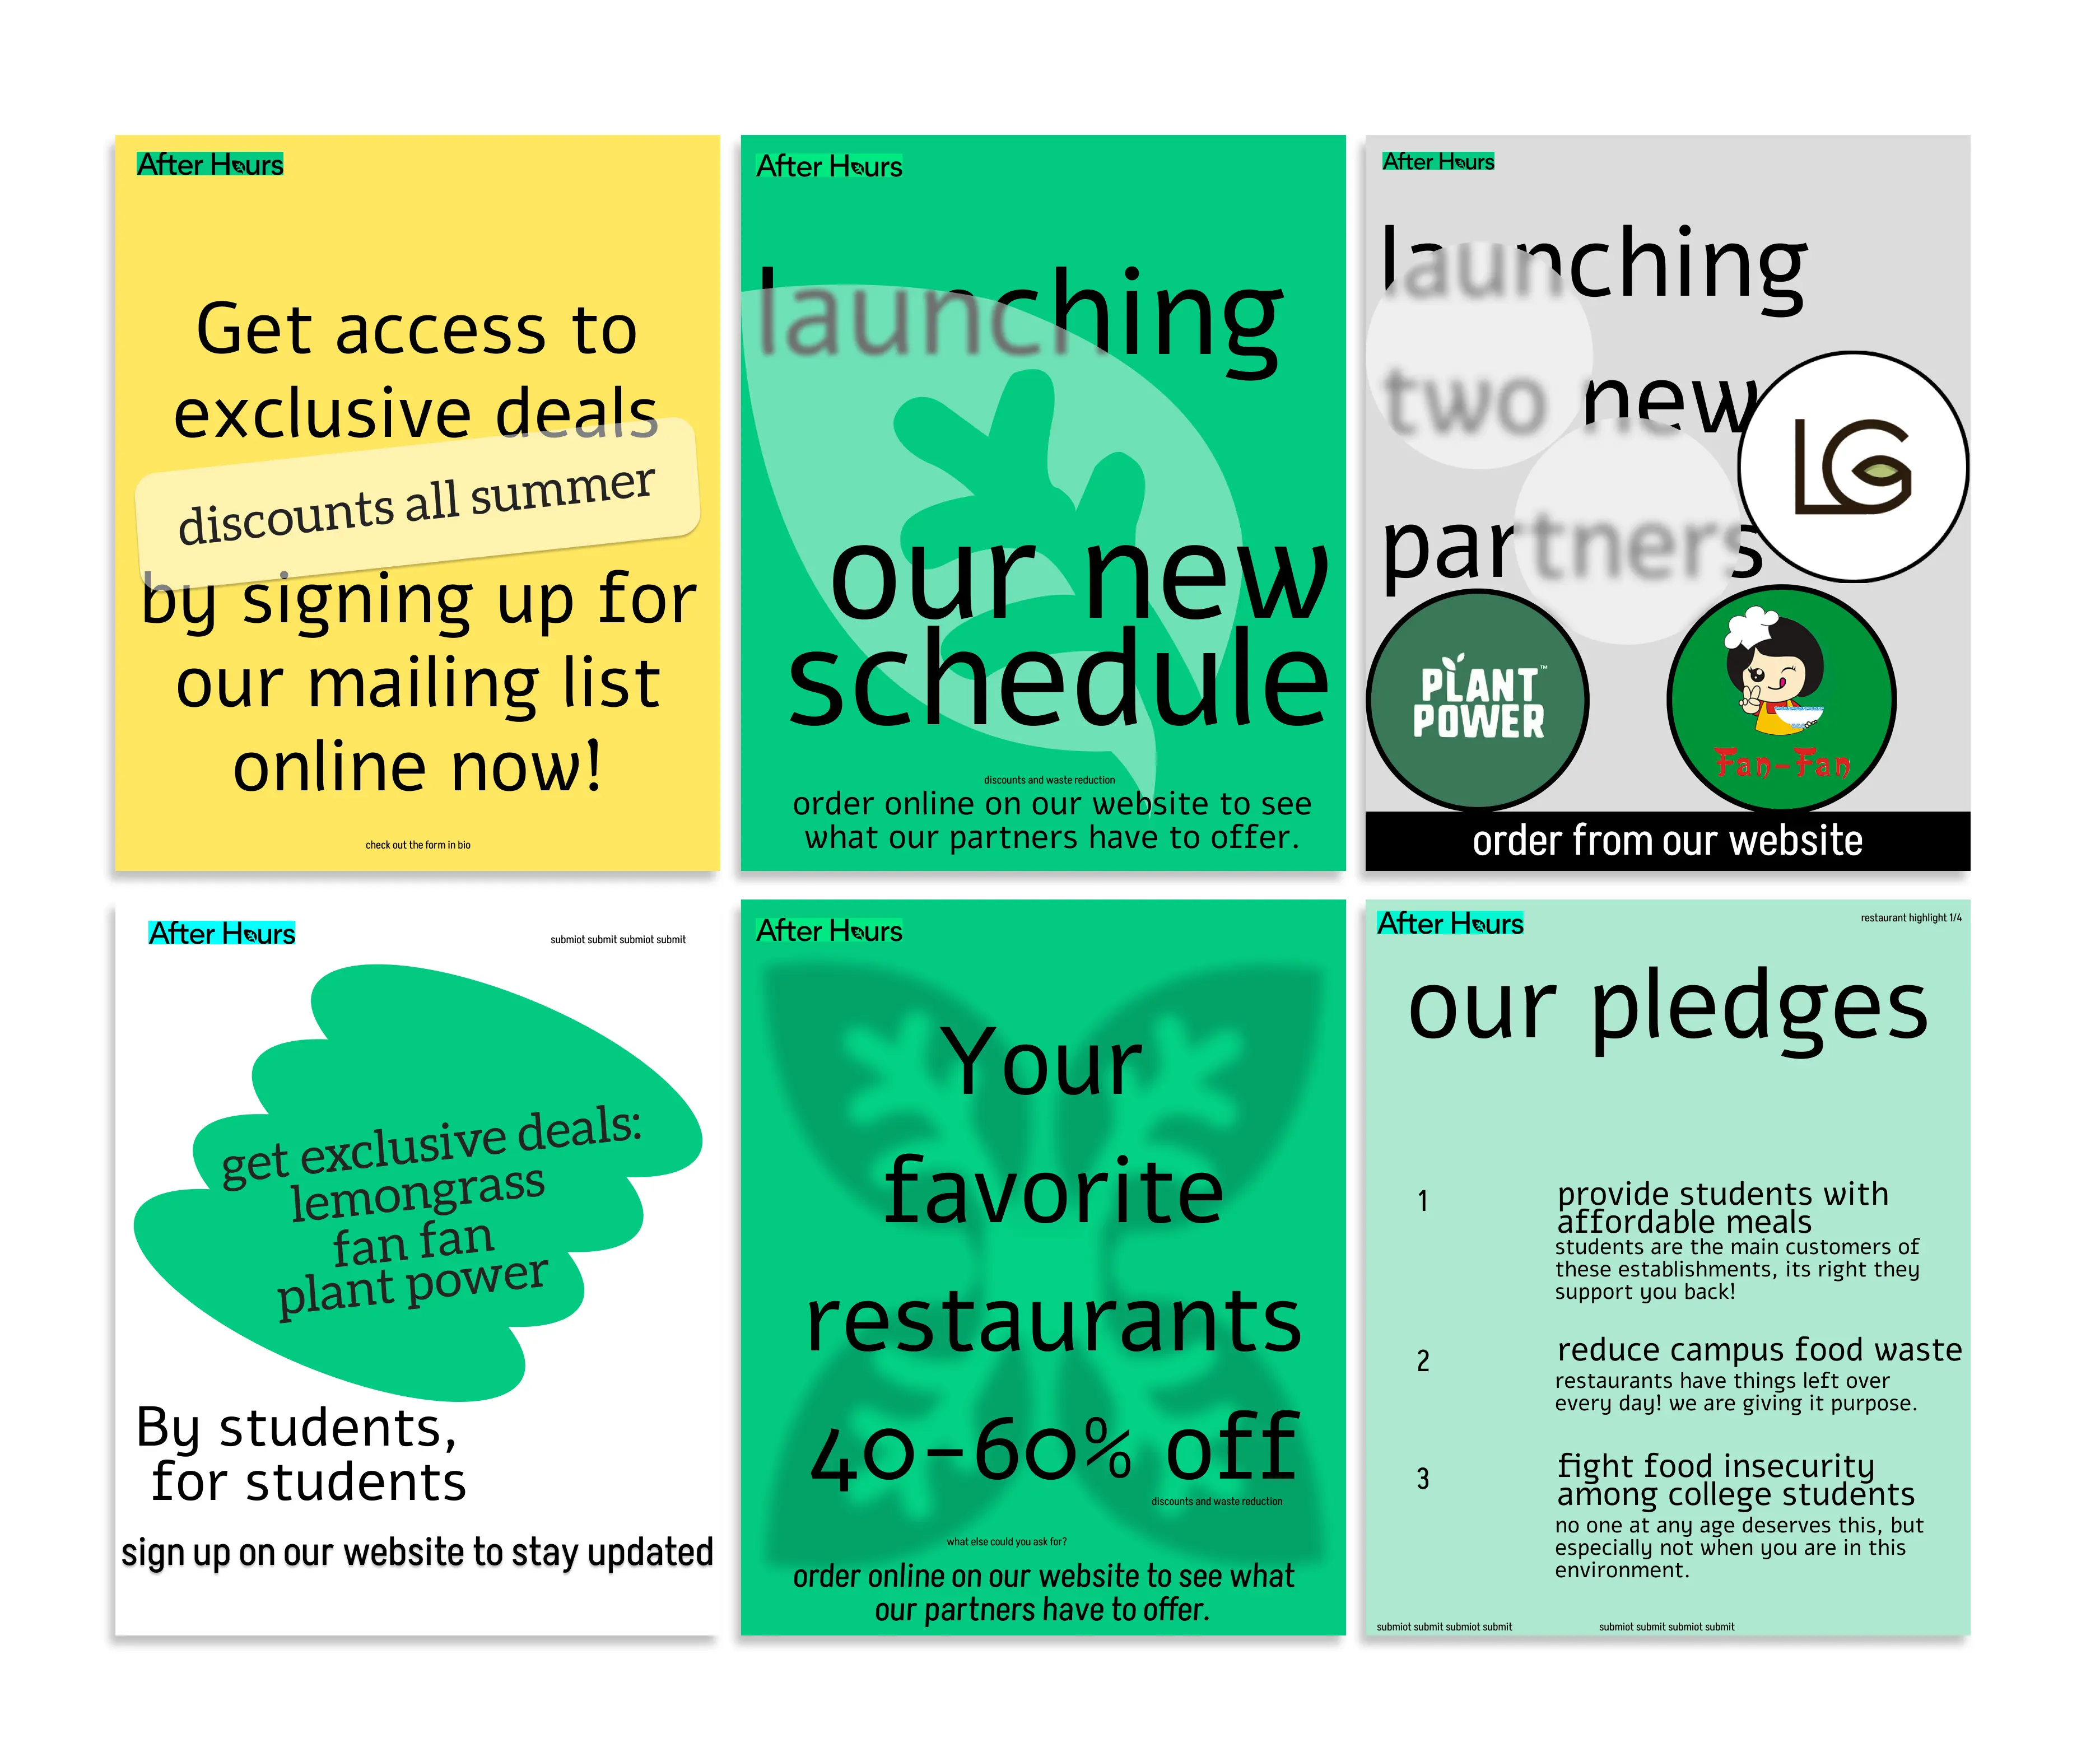 After Hours
Get access to
exclusive deals
discounts all summer
by signing up for
our mailing list
online now!
check out the form in bio
After Hours
launching
our new
schedule
discounts and waste reduction
order online on our website to see
what our partners have to offer.
After Hours
launching
two new
partners
LG
PLANT
POWER™
Fan-Fan
order from our website
After Hours
submiot submit submiot submit
get exclusive deals:
lemongrass
fan fan
plant power
By students,
for students
sign up on our website to stay updated
After Hours
Your
favorite
restaurants
40-60% off
discounts and waste reduction
what else could you ask for?
order online on our website to see what
our partners have to offer.
After Hours
restaurant highlight 1/4
our pledges
1
provide students with
affordable meals
students are the main customers of
these establishments, its right they
support you back!
2
reduce campus food waste
restaurants have things left over
every day! we are giving it purpose.
3
fight food insecurity
among college students
no one at any age deserves this, but
especially not when you are in this
environment.
submiot submit submiot submit
submiot submit submiot submit